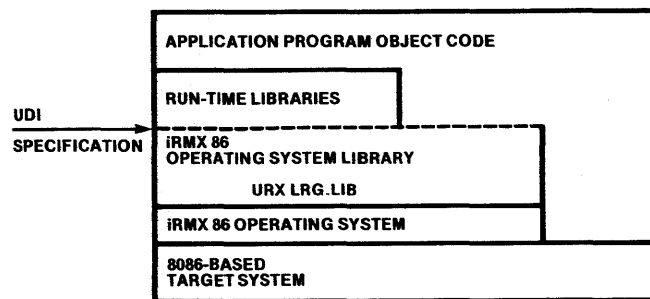 APPLICATION PROGRAM OBJECT CODE
RUN-TIME LIBRARIES
UDI
SPECIFICATION
iRMX 86
OPERATING SYSTEM LIBRARY
URX LRG.LIB
iRMX 86 OPERATING SYSTEM
8086-BASED
TARGET SYSTEM